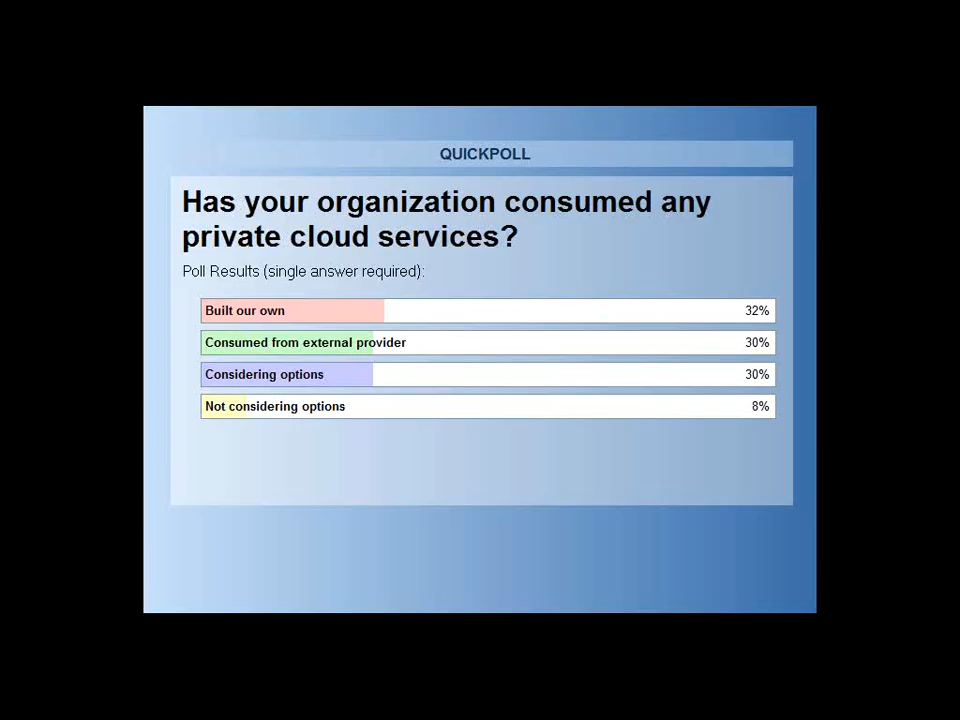 QUICKPOLL
Has your organization consumed any
private cloud services?
Poll Results (single answer required):
Built our own 32%
Consumed from external provider 30%
Considering options 30%
Not considering options 8%